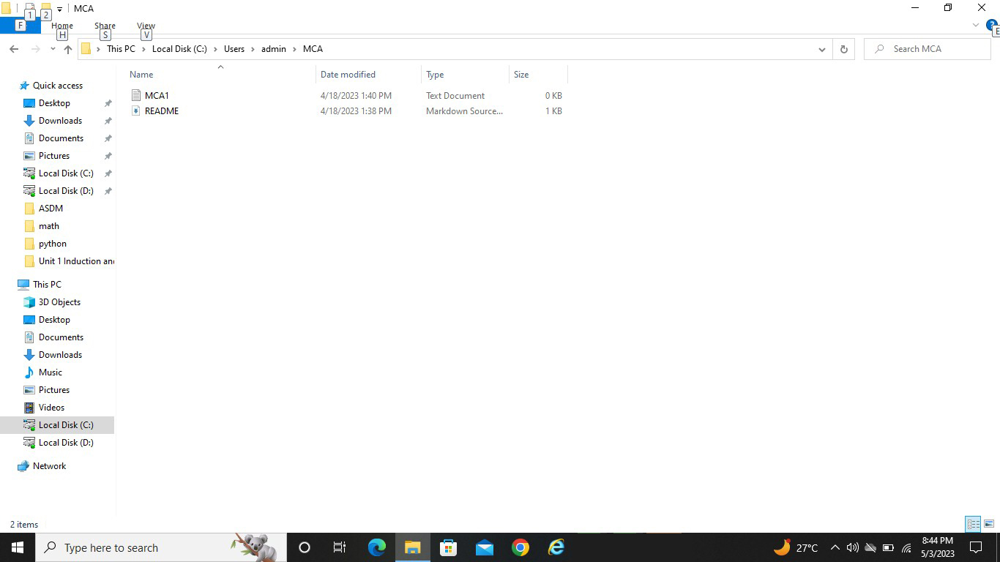 MCA
1 2
F Home Share View
H S V E
This PC Local Disk (C:) Users admin MCA
Search MCA
Name Date modified Type Size
MCA1 4/18/2023 1:40 PM Text Document 0 KB
README 4/18/2023 1:38 PM Markdown Source... 1 KB
Quick access
Desktop
Downloads
Documents
Pictures
Local Disk (C:)
Local Disk (D:)
ASDM
math
python
Unit 1 Induction and
This PC
3D Objects
Desktop
Documents
Downloads
Music
Pictures
Videos
Local Disk (C:)
Local Disk (D:)
Network
2 items
Type here to search
27°C
8:44 PM
5/3/2023